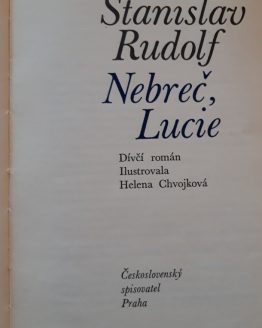 Stanislav
Rudolf
Nebreč,
Lucie
Dívčí román
Ilustrovala
Helena Chvojková
Československý
spisovatel
Praha